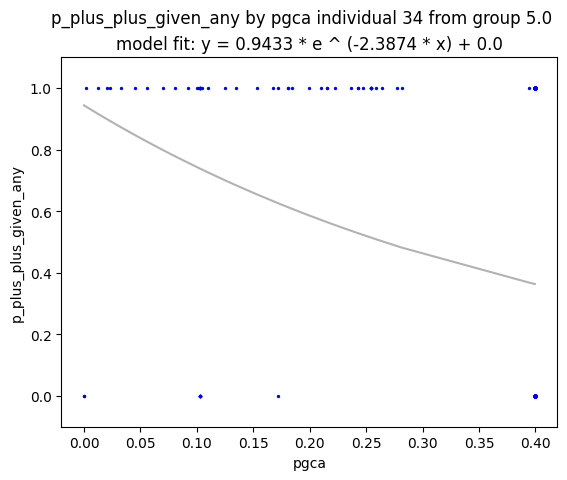 p_plus_plus_given_any by pgca individual 34 from group 5.0
model fit: y = 0.9433 * e ^ (-2.3874 * x) + 0.0
p_plus_plus_given_any
1.0
0.8
0.6
0.4
0.2
0.0
0.00 0.05 0.10 0.15 0.20 0.25 0.30 0.35 0.40
pgca